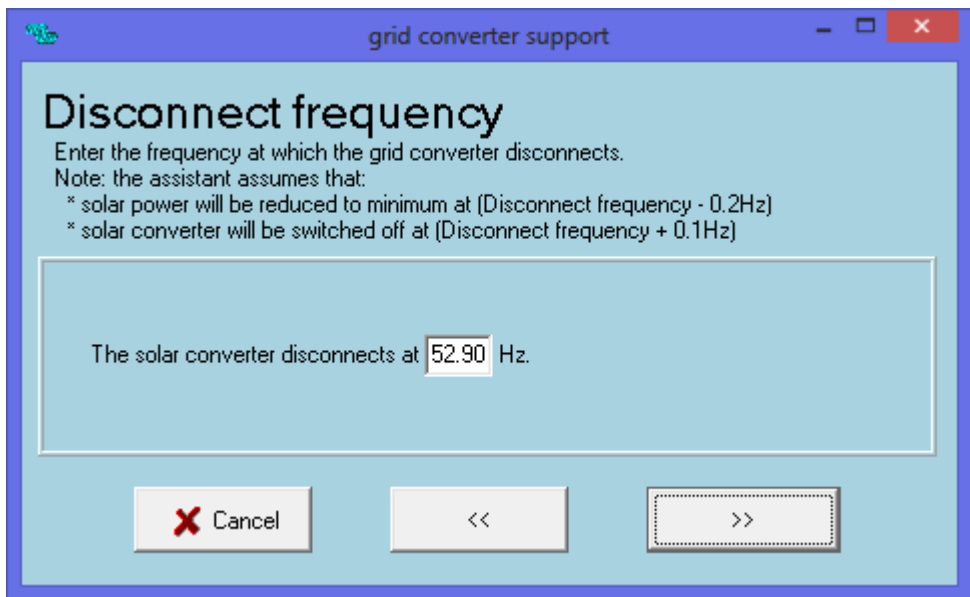 grid converter support
Disconnect frequency
Enter the frequency at which the grid converter disconnects.
Note: the assistant assumes that:
* solar power will be reduced to minimum at (Disconnect frequency - 0.2Hz)
* solar converter will be switched off at (Disconnect frequency + 0.1Hz)
The solar converter disconnects at 52.90 Hz.
Cancel << >>